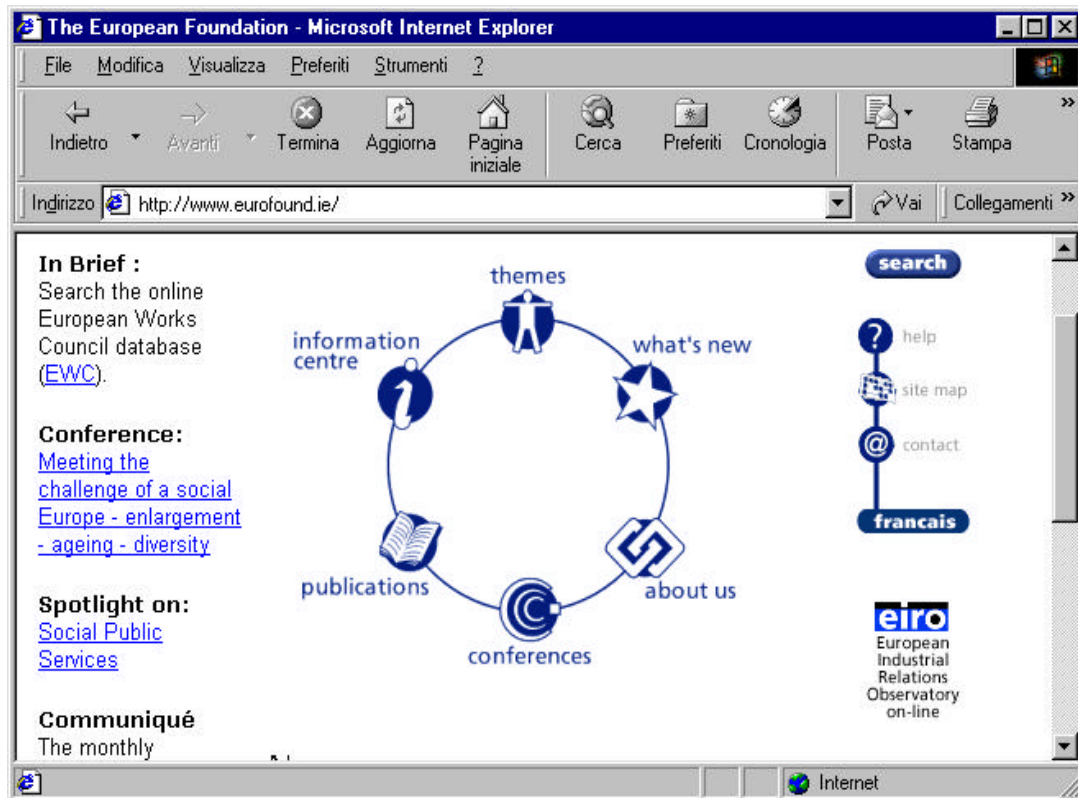 The European Foundation - Microsoft Internet Explorer
File Modifica Visualizza Preferiti Strumenti ?
Indietro Avanti Termina Aggiorna Pagina iniziale Cerca Preferiti Cronologia Posta Stampa »
Indirizzo http://www.eurofound.ie/ Vai Collegamenti »
In Brief :
Search the online
European Works
Council database
(EWC).
Conference:
Meeting the
challenge of a social
Europe - enlargement
- ageing - diversity
Spotlight on:
Social Public
Services
Communiqué
The monthly
themes
information
centre
what's new
publications
about us
conferences
search
? help
site map
@ contact
francais
eiro
European
Industrial
Relations
Observatory
on-line
Internet